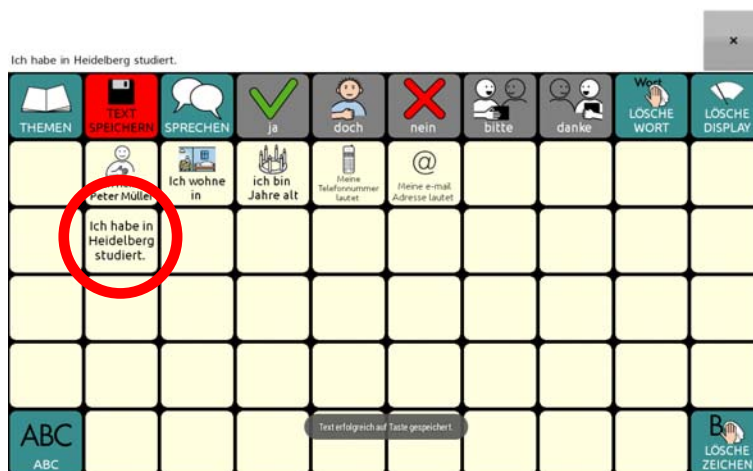 ×
Ich habe in Heidelberg studiert.
THEMEN
TEXT
SPEICHERN
SPRECHEN
ja
doch
nein
bitte
danke
Wort
LÖSCHE
WORT
LÖSCHE
DISPLAY
Peter Müller
Ich wohne
in
ich bin
Jahre alt
Meine
Telefonnummer
lautet
@
Meine e-mail
Adresse lautet
Ich habe in
Heidelberg
studiert.
ABC
ABC
Text erfolgreich auf Taste gespeichert.
B
LÖSCHE
ZEICHEN